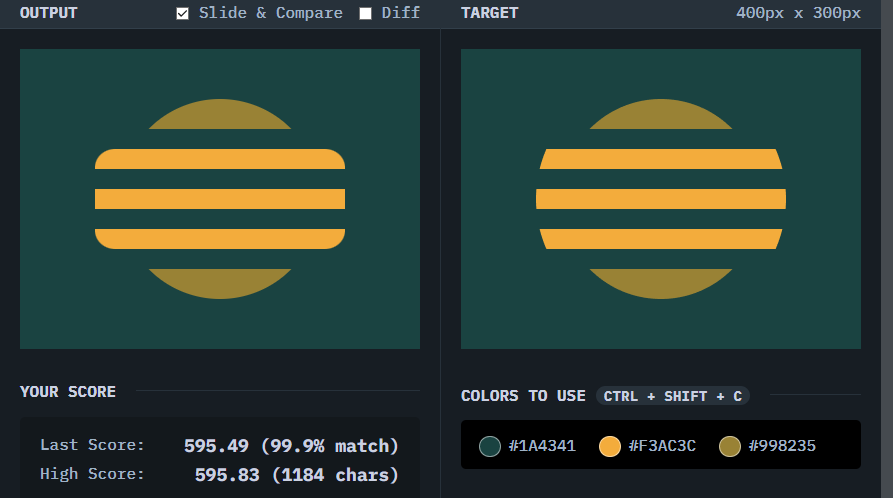 OUTPUT
Slide & Compare
Diff
TARGET
400px x 300px
YOUR SCORE
Last Score: 595.49 (99.9% match)
High Score: 595.83 (1184 chars)
COLORS TO USE CTRL + SHIFT + C
#1A4341 #F3AC3C #998235